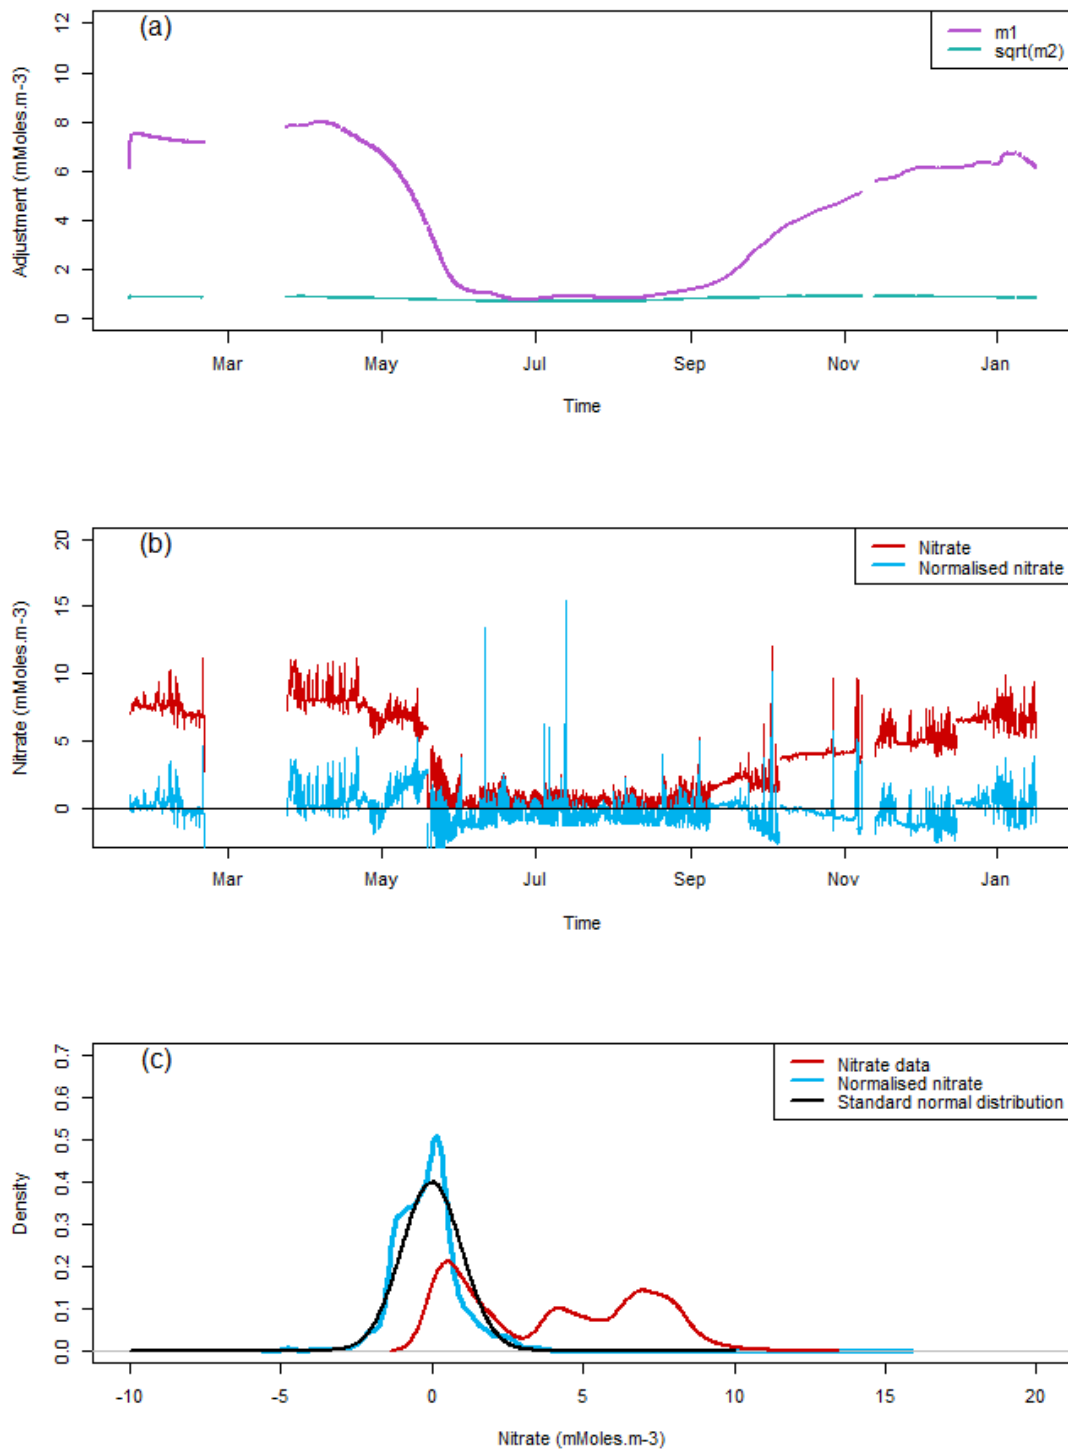 (a)
m1
sqrt(m2)
Adjustment (mMoles.m-3)
12
10
8
6
4
2
0
Mar May Jul Sep Nov Jan
Time
(b)
Nitrate
Normalised nitrate
Nitrate (mMoles.m-3)
20
15
10
5
0
Mar May Jul Sep Nov Jan
Time
(c)
Nitrate data
Normalised nitrate
Standard normal distribution
Density
0.7
0.6
0.5
0.4
0.3
0.2
0.1
0.0
-10 -5 0 5 10 15 20
Nitrate (mMoles.m-3)